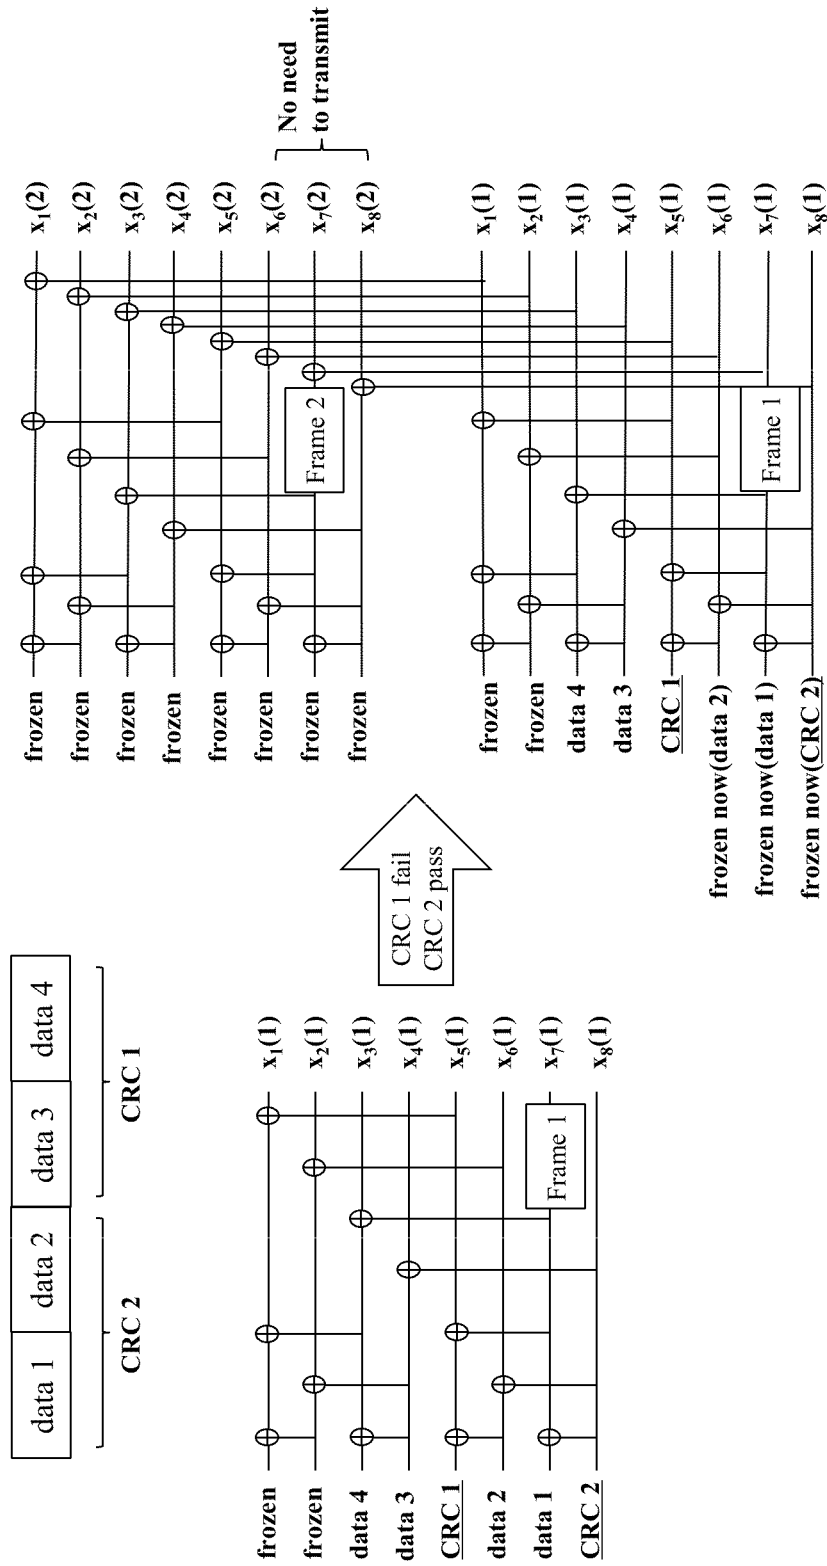 data 1
data 2
data 3
data 4
CRC 2
CRC 1
frozen
frozen
data 4
data 3
CRC 1
data 2
data 1
CRC 2
Frame 1
x1(1)
x2(1)
x3(1)
x4(1)
x5(1)
x6(1)
x7(1)
x8(1)
CRC 1 fail
CRC 2 pass
frozen
frozen
frozen
frozen
frozen
frozen
frozen
frozen
Frame 2
x1(2)
x2(2)
x3(2)
x4(2)
x5(2)
x6(2)
x7(2)
x8(2)
No need
to transmit
frozen
frozen
data 4
data 3
CRC 1
frozen now(data 2)
frozen now(data 1)
frozen now(CRC 2)
Frame 1
x1(1)
x2(1)
x3(1)
x4(1)
x5(1)
x6(1)
x7(1)
x8(1)